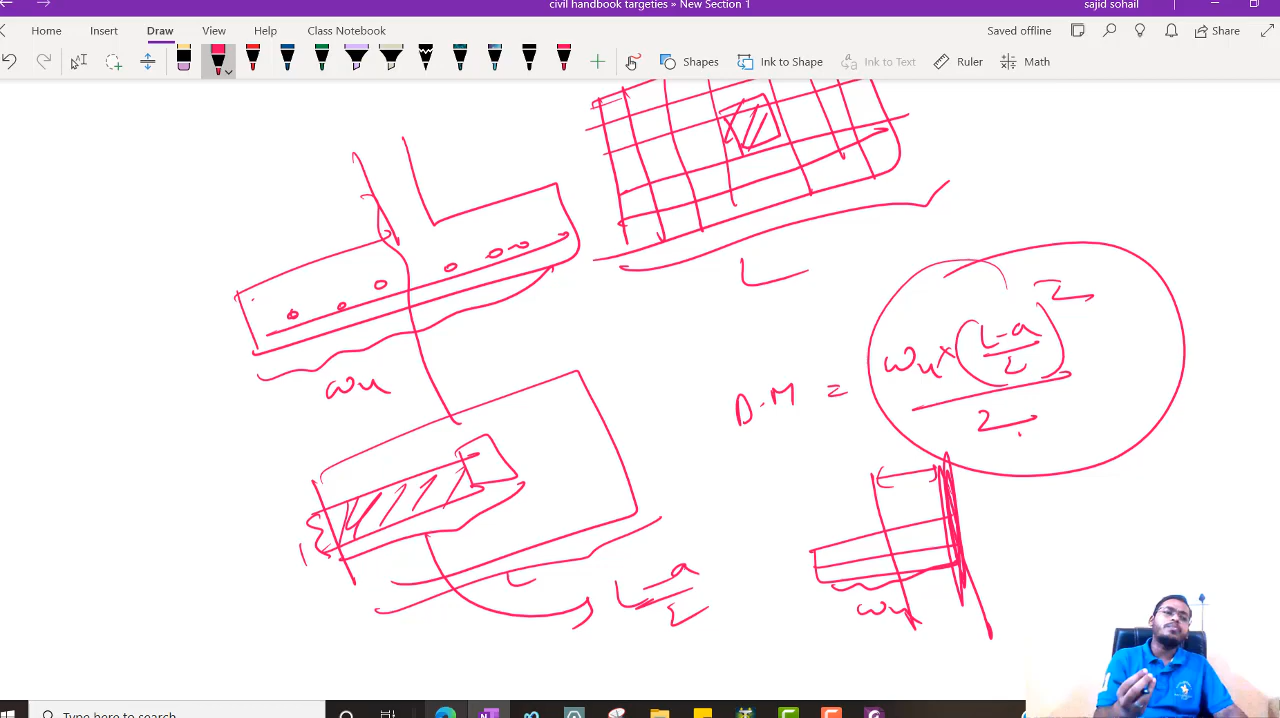 civil handbook targeties » New Section 1
sajid sohail
Home Insert Draw View Help Class Notebook
Saved offline
Share
Shapes
Ink to Shape
Ink to Text
Ruler
Math
L
wu
B.M =
wu × (L-a/2)²
2
1
L
L-a
2
wu
Type here to search